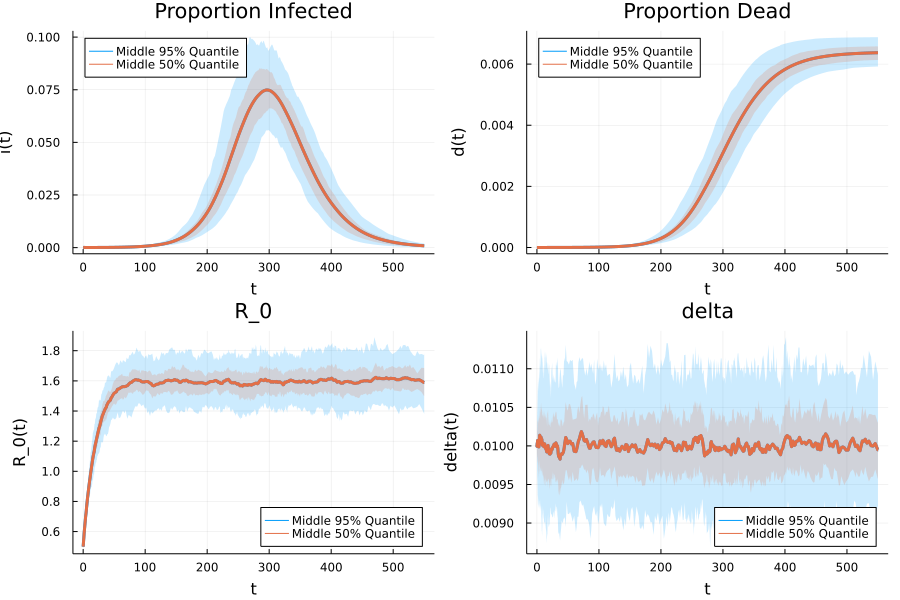 Proportion Infected
0.100
0.075
0.050
0.025
0.000
0 100 200 300 400 500
t
Middle 95% Quantile
Middle 50% Quantile
Proportion Dead
d(t)
0.006
0.004
0.002
0.000
0 100 200 300 400 500
t
Middle 95% Quantile
Middle 50% Quantile
R_0
R_0(t)
1.8
1.6
1.4
1.2
1.0
0.8
0.6
0 100 200 300 400 500
t
Middle 95% Quantile
Middle 50% Quantile
delta
delta(t)
0.0110
0.0105
0.0100
0.0095
0.0090
0 100 200 300 400 500
t
Middle 95% Quantile
Middle 50% Quantile